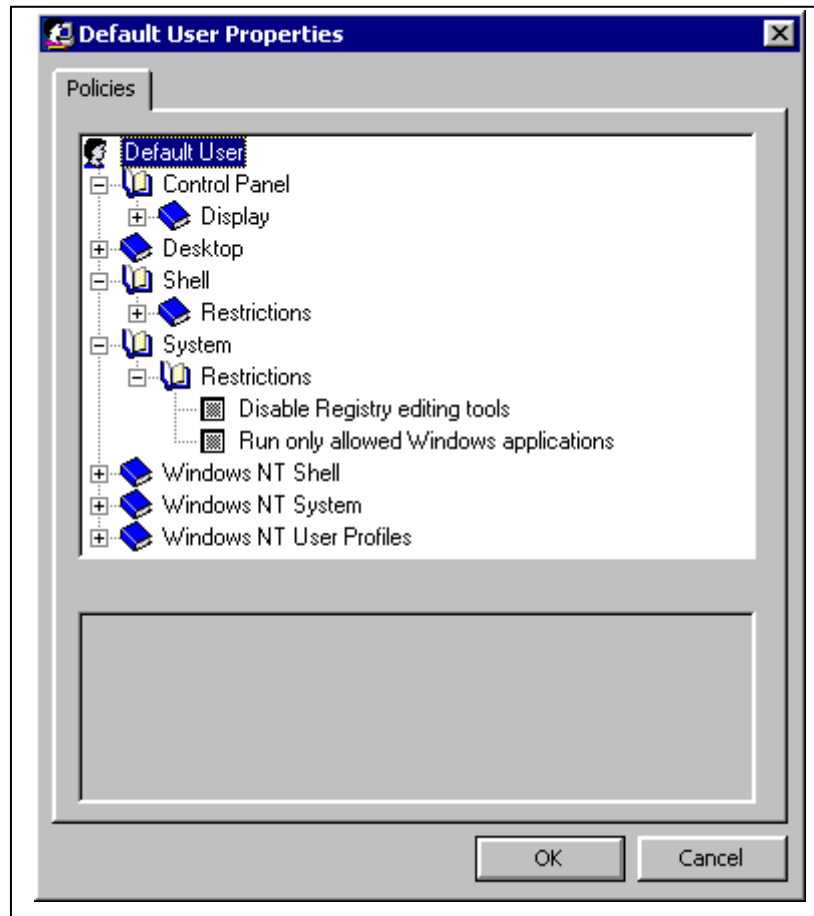 Default User Properties
Policies
Default User
Control Panel
Display
Desktop
Shell
Restrictions
System
Restrictions
Disable Registry editing tools
Run only allowed Windows applications
Windows NT Shell
Windows NT System
Windows NT User Profiles
OK Cancel